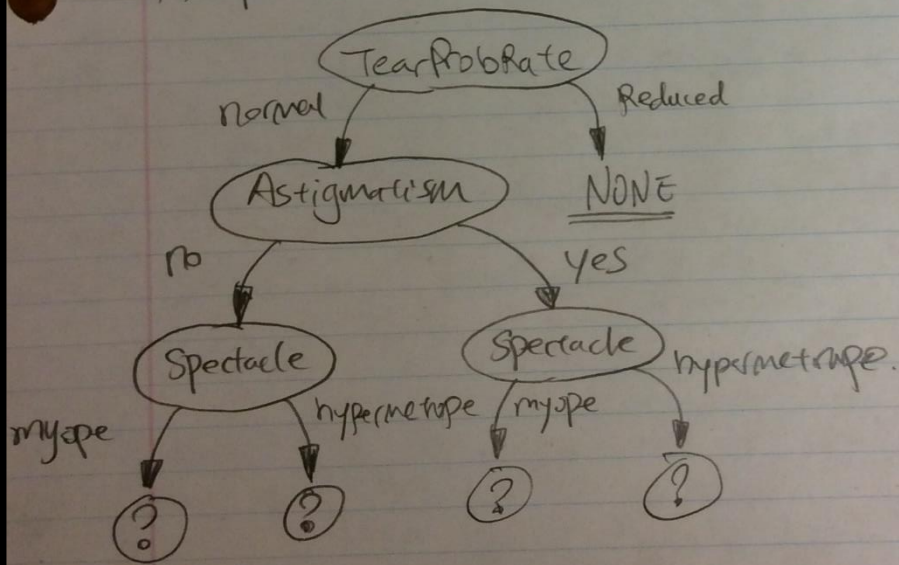 TearProbRate
normal
Reduced
Astigmatism
NONE
no
yes
Spectacle
Spectacle
hypermetrope.
myope
hypermetrope
myope
?
?
?
?